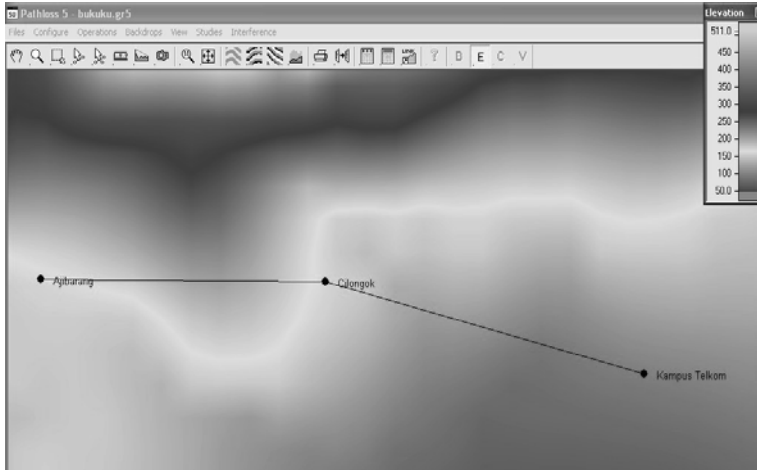 Pathloss 5 - bukuku.gr5
Files Configure Operations Backdrops View Studies Interference
LINK
D E C V
Elevation
511.0
450
400
350
300
250
200
150
100
50.0
Ajibarang
Cilongok
Kampus Telkom